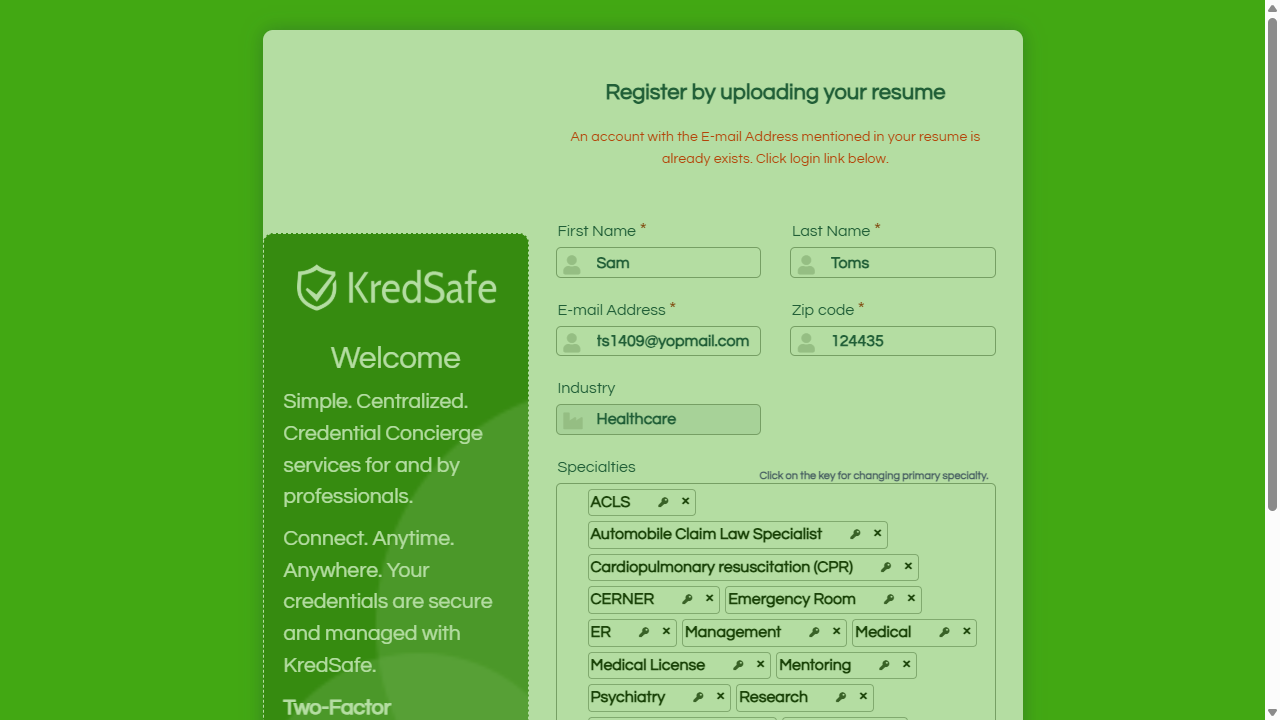 Register by uploading your resume
An account with the E-mail Address mentioned in your resume is
already exists. Click login link below.
KredSafe
Welcome
Simple. Centralized.
Credential Concierge
services for and by
professionals.
Connect. Anytime.
Anywhere. Your
credentials are secure
and managed with
KredSafe.
Two-Factor
First Name *
Last Name *
Sam
Toms
E-mail Address *
Zip code *
ts1409@yopmail.com
124435
Industry
Healthcare
Specialties
Click on the key for changing primary specialty.
ACLS ×
Automobile Claim Law Specialist ×
Cardiopulmonary resuscitation (CPR) ×
CERNER × Emergency Room ×
ER × Management × Medical ×
Medical License × Mentoring ×
Psychiatry × Research ×